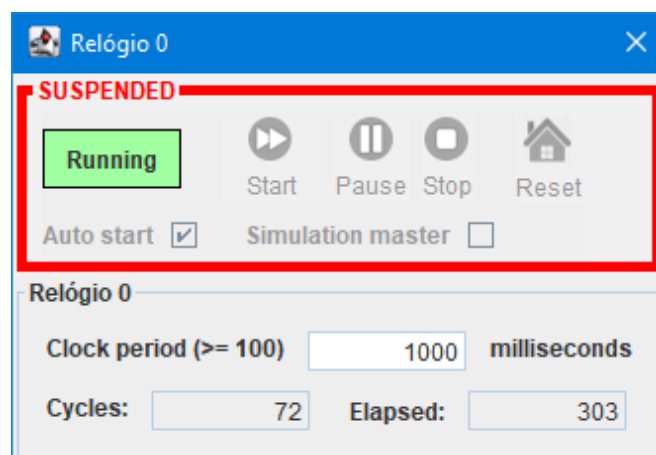 Relógio 0
SUSPENDED
Running
Start Pause Stop Reset
Auto start Simulation master
Relógio 0
Clock period (>= 100) 1000 milliseconds
Cycles: 72 Elapsed: 303